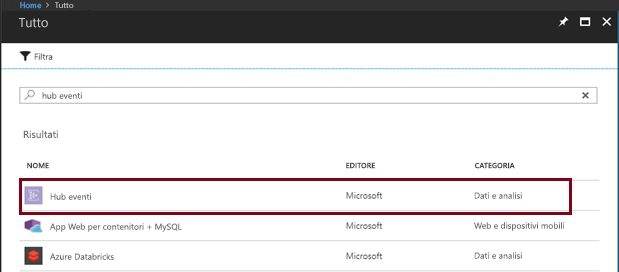 Home > Tutto
Tutto
Filtra
hub eventi
Risultati
NOME EDITORE CATEGORIA
Hub eventi Microsoft Dati e analisi
App Web per contenitori + MySQL Microsoft Web e dispositivi mobili
Azure Databricks Microsoft Dati e analisi